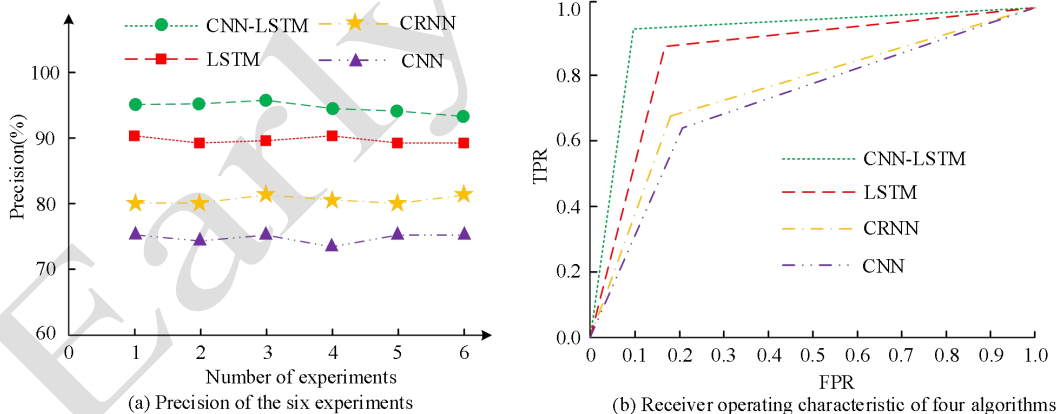 CNN-LSTM
CRNN
LSTM
CNN
100
90
80
70
60
0
1
2
3
4
5
6
Precision(%)
Number of experiments
(a) Precision of the six experiments
Early
1.0
0.8
0.6
0.4
0.2
0.0
TPR
CNN-LSTM
LSTM
CRNN
CNN
0
0.1
0.2
0.3
0.4
0.5
0.6
0.7
0.8
0.9
1.0
FPR
(b) Receiver operating characteristic of four algorithms